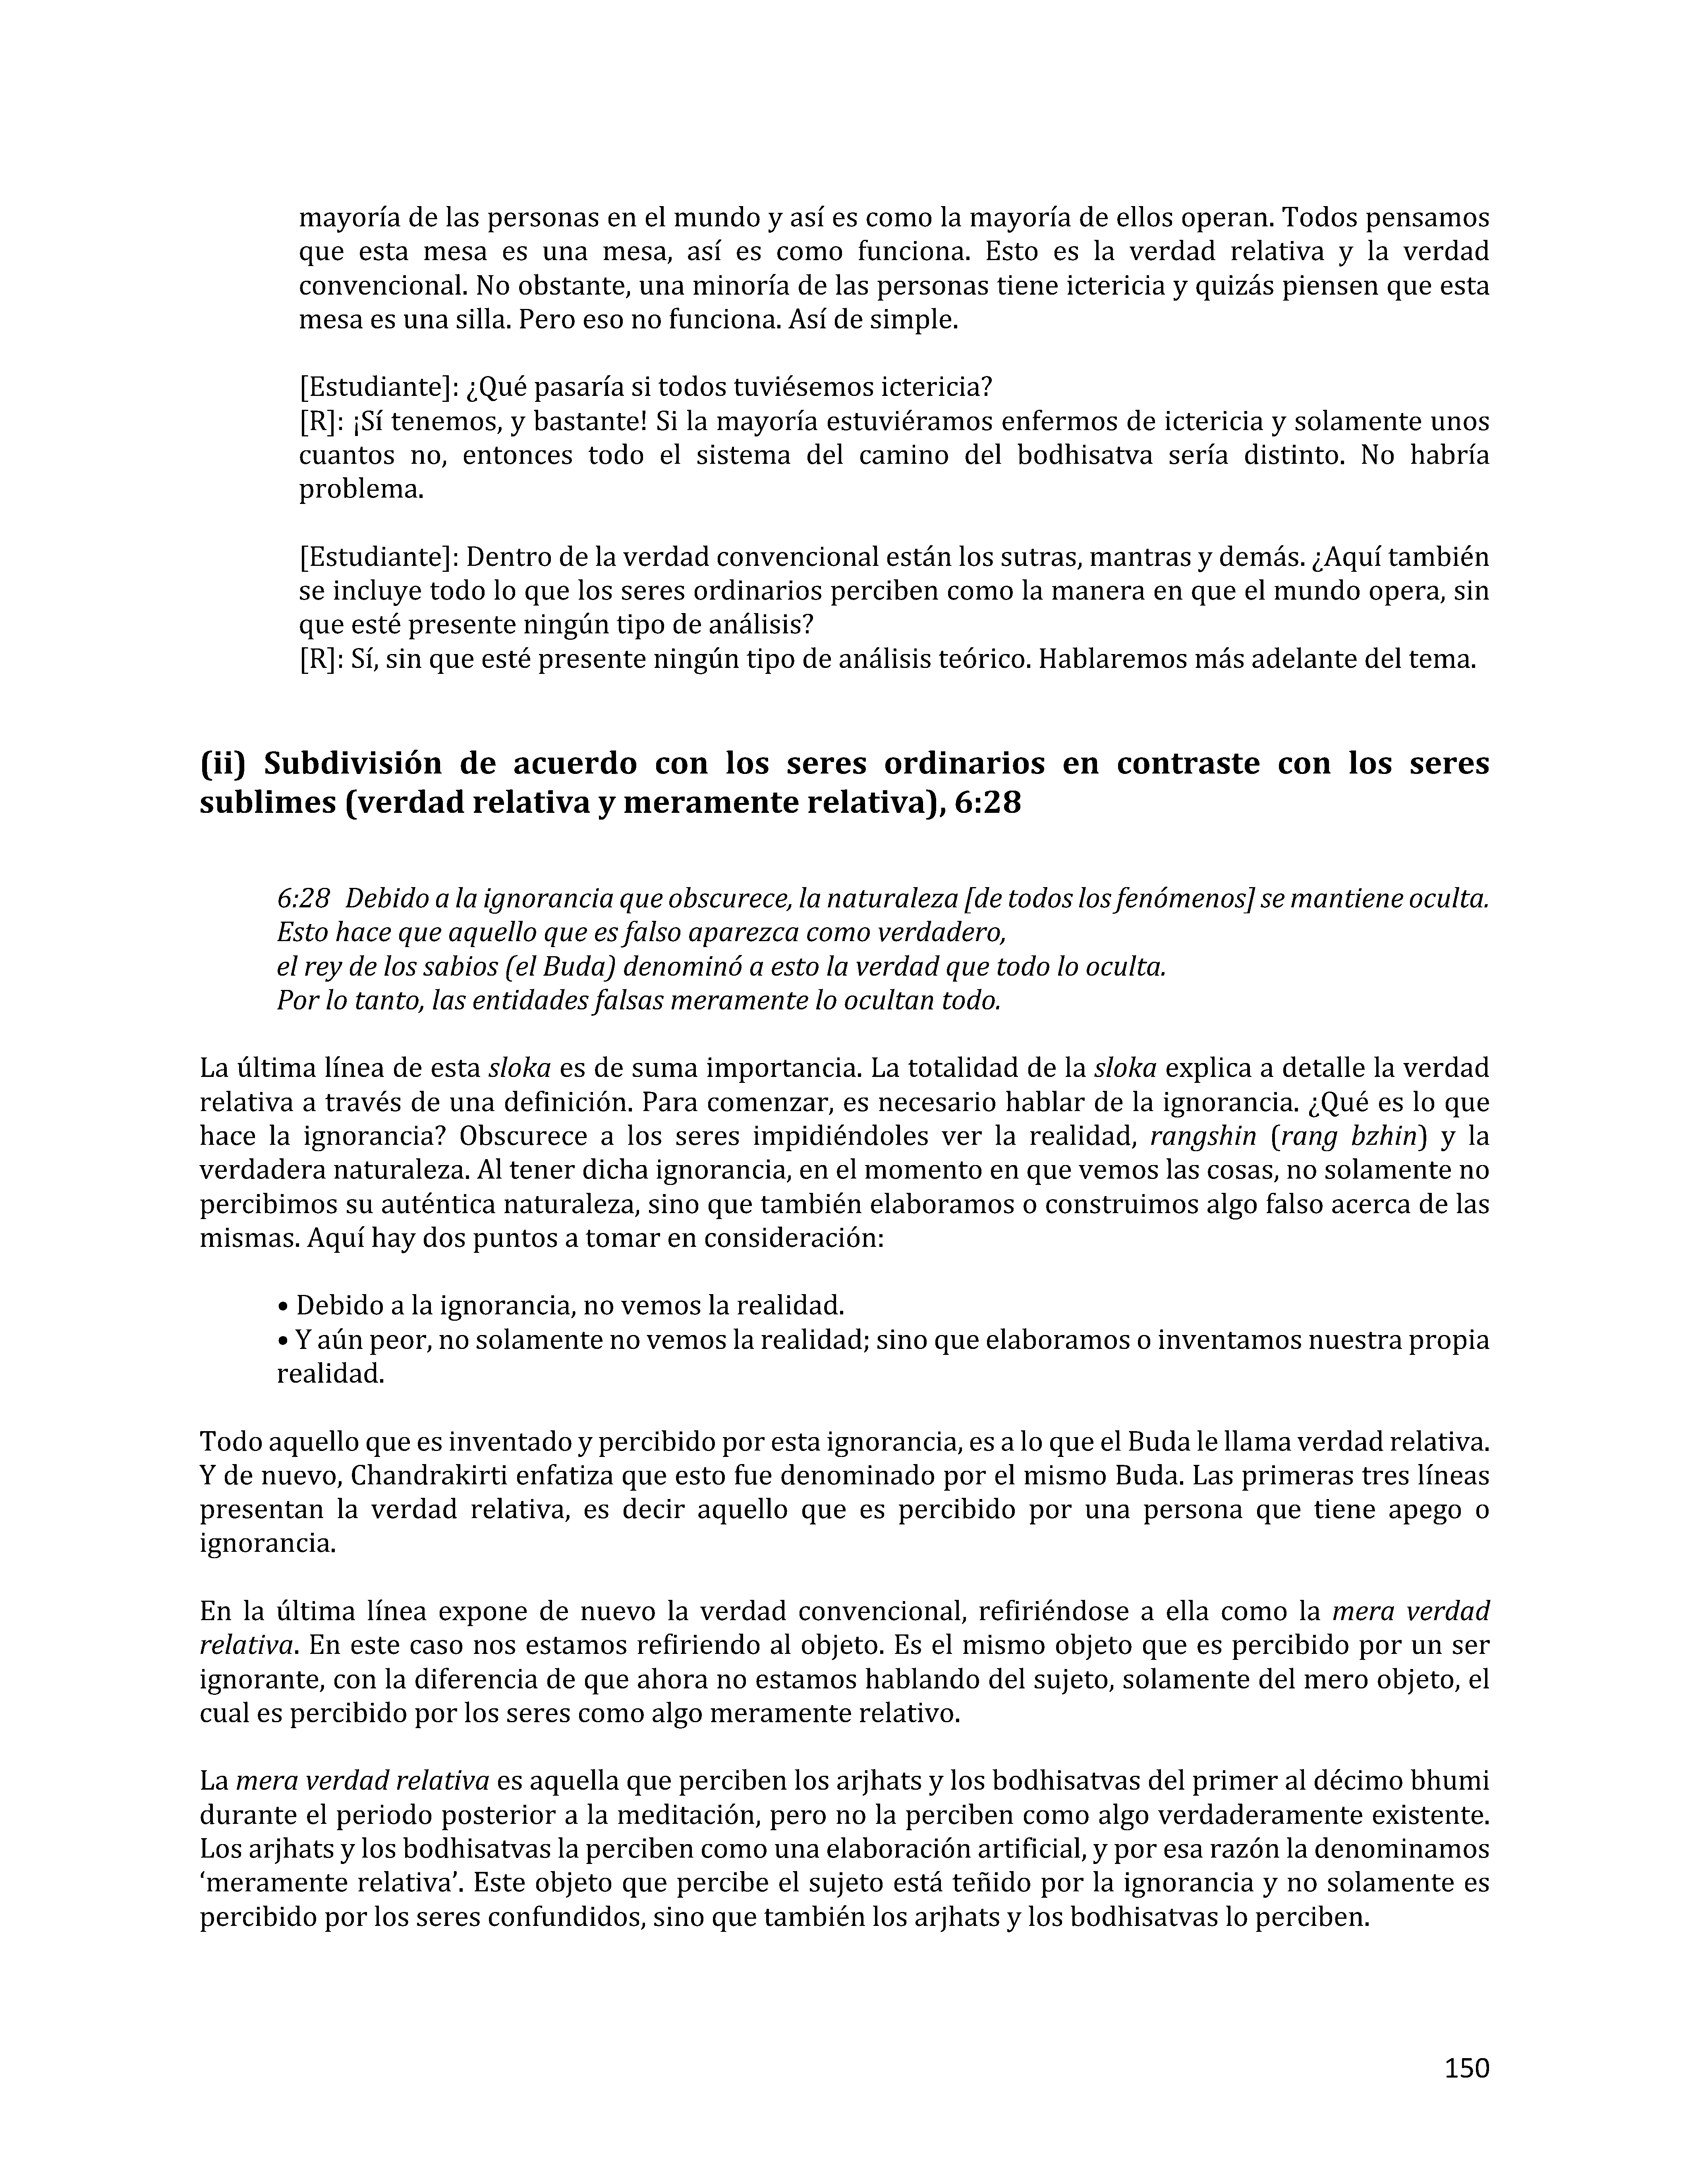 mayoría de las personas en el mundo y así es como la mayoría de ellos operan. Todos pensamos
que esta mesa es una mesa, así es como funciona. Esto es la verdad relativa y la verdad
convencional. No obstante, una minoría de las personas tiene ictericia y quizás piensen que esta
mesa es una silla. Pero eso no funciona. Así de simple.
[Estudiante]: ¿Qué pasaría si todos tuviésemos ictericia?
[R]: ¡Sí tenemos, y bastante! Si la mayoría estuviéramos enfermos de ictericia y solamente unos
cuantos no, entonces todo el sistema del camino del bodhisatva sería distinto. No habría
problema.
[Estudiante]: Dentro de la verdad convencional están los sutras, mantras y demás. ¿Aquí también
se incluye todo lo que los seres ordinarios perciben como la manera en que el mundo opera, sin
que esté presente ningún tipo de análisis?
[R]: Sí, sin que esté presente ningún tipo de análisis teórico. Hablaremos más adelante del tema.
(ii) Subdivisión de acuerdo con los seres ordinarios en contraste con los seres
sublimes (verdad relativa y meramente relativa), 6:28
6:28 Debido a la ignorancia que obscurece, la naturaleza [de todos los fenómenos] se mantiene oculta.
Esto hace que aquello que es falso aparezca como verdadero,
el rey de los sabios (el Buda) denominó a esto la verdad que todo lo oculta.
Por lo tanto, las entidades falsas meramente lo ocultan todo.
La última línea de esta sloka es de suma importancia. La totalidad de la sloka explica a detalle la verdad
relativa a través de una definición. Para comenzar, es necesario hablar de la ignorancia. ¿Qué es lo que
hace la ignorancia? Obscurece a los seres impidiéndoles ver la realidad, rangshin (rang bzhin) y la
verdadera naturaleza. Al tener dicha ignorancia, en el momento en que vemos las cosas, no solamente no
percibimos su auténtica naturaleza, sino que también elaboramos o construimos algo falso acerca de las
mismas. Aquí hay dos puntos a tomar en consideración:
• Debido a la ignorancia, no vemos la realidad.
• Y aún peor, no solamente no vemos la realidad; sino que elaboramos o inventamos nuestra propia
realidad.
Todo aquello que es inventado y percibido por esta ignorancia, es a lo que el Buda le llama verdad relativa.
Y de nuevo, Chandrakirti enfatiza que esto fue denominado por el mismo Buda. Las primeras tres líneas
presentan la verdad relativa, es decir aquello que es percibido por una persona que tiene apego o
ignorancia.
En la última línea expone de nuevo la verdad convencional, refiriéndose a ella como la mera verdad
relativa. En este caso nos estamos refiriendo al objeto. Es el mismo objeto que es percibido por un ser
ignorante, con la diferencia de que ahora no estamos hablando del sujeto, solamente del mero objeto, el
cual es percibido por los seres como algo meramente relativo.
La mera verdad relativa es aquella que perciben los arjhats y los bodhisatvas del primer al décimo bhumi
durante el periodo posterior a la meditación, pero no la perciben como algo verdaderamente existente.
Los arjhats y los bodhisatvas la perciben como una elaboración artificial, y por esa razón la denominamos
‘meramente relativa’. Este objeto que percibe el sujeto está teñido por la ignorancia y no solamente es
percibido por los seres confundidos, sino que también los arjhats y los bodhisatvas lo perciben.
150